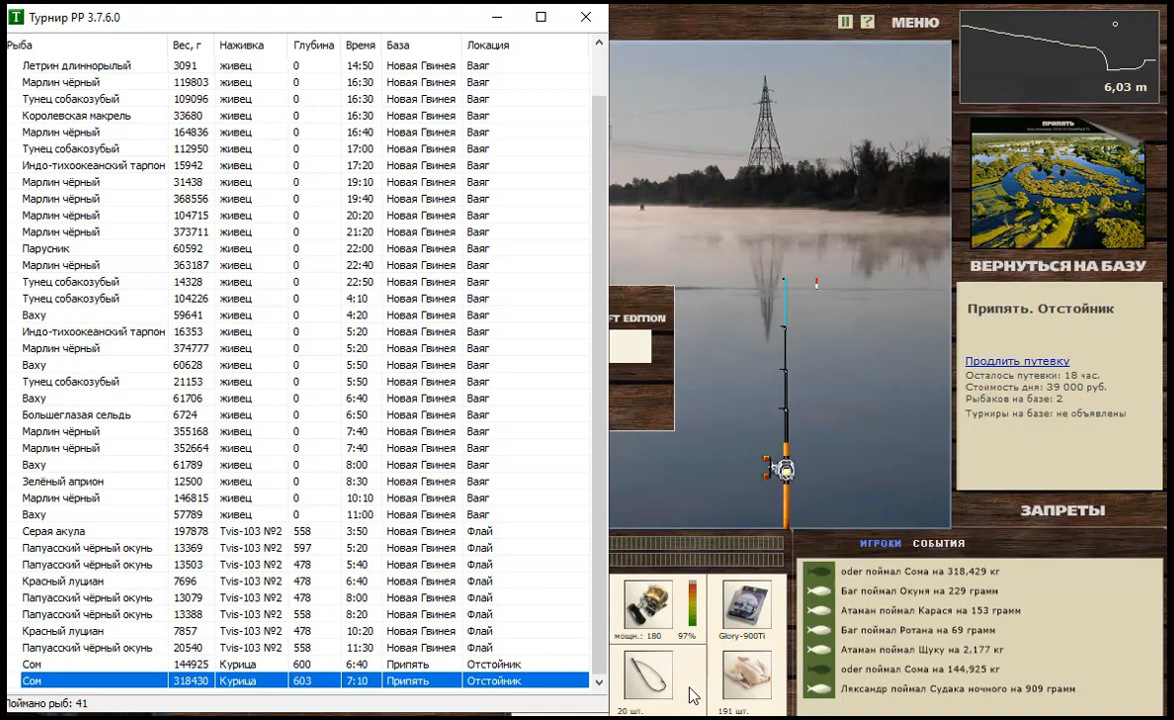 Турнир РР 3.7.6.0
Рыба Вес, г Наживка Глубина Время База Локация
Летрин длиннорылый 3091 живец 0 14:50 Новая Гвинея Ваяг
Марлин чёрный 119803 живец 0 16:30 Новая Гвинея Ваяг
Тунец собакозубый 109096 живец 0 16:30 Новая Гвинея Ваяг
Королевская макрель 33680 живец 0 16:30 Новая Гвинея Ваяг
Марлин чёрный 164836 живец 0 16:40 Новая Гвинея Ваяг
Тунец собакозубый 112950 живец 0 17:00 Новая Гвинея Ваяг
Индо-тихоокеанский тарпон 15942 живец 0 17:20 Новая Гвинея Ваяг
Марлин чёрный 31438 живец 0 19:10 Новая Гвинея Ваяг
Марлин чёрный 368556 живец 0 19:40 Новая Гвинея Ваяг
Марлин чёрный 104715 живец 0 20:20 Новая Гвинея Ваяг
Марлин чёрный 373711 живец 0 21:20 Новая Гвинея Ваяг
Парусник 60592 живец 0 22:00 Новая Гвинея Ваяг
Марлин чёрный 363187 живец 0 22:40 Новая Гвинея Ваяг
Тунец собакозубый 14328 живец 0 22:50 Новая Гвинея Ваяг
Тунец собакозубый 104226 живец 0 4:10 Новая Гвинея Ваяг
Ваху 59641 живец 0 4:20 Новая Гвинея Ваяг
Индо-тихоокеанский тарпон 16353 живец 0 5:20 Новая Гвинея Ваяг
Марлин чёрный 374777 живец 0 5:20 Новая Гвинея Ваяг
Ваху 60628 живец 0 5:50 Новая Гвинея Ваяг
Тунец собакозубый 21153 живец 0 5:50 Новая Гвинея Ваяг
Ваху 61706 живец 0 6:40 Новая Гвинея Ваяг
Большеглазая сельдь 6724 живец 0 6:50 Новая Гвинея Ваяг
Марлин чёрный 355168 живец 0 7:40 Новая Гвинея Ваяг
Марлин чёрный 352664 живец 0 7:40 Новая Гвинея Ваяг
Ваху 61789 живец 0 8:00 Новая Гвинея Ваяг
Зелёный априон 12500 живец 0 8:30 Новая Гвинея Ваяг
Марлин чёрный 146815 живец 0 10:10 Новая Гвинея Ваяг
Ваху 57789 живец 0 11:00 Новая Гвинея Ваяг
Серая акула 197878 Tvis-103 №2 558 3:50 Новая Гвинея Флай
Папуасский чёрный окунь 13369 Tvis-103 №2 597 5:20 Новая Гвинея Флай
Папуасский чёрный окунь 13503 Tvis-103 №2 478 5:40 Новая Гвинея Флай
Красный луциан 7696 Tvis-103 №2 478 6:40 Новая Гвинея Флай
Папуасский чёрный окунь 13079 Tvis-103 №2 478 8:00 Новая Гвинея Флай
Папуасский чёрный окунь 13388 Tvis-103 №2 558 8:20 Новая Гвинея Флай
Красный луциан 7857 Tvis-103 №2 478 10:20 Новая Гвинея Флай
Папуасский чёрный окунь 20540 Tvis-103 №2 558 11:30 Новая Гвинея Флай
Сом 144925 Курица 600 6:40 Припять Отстойник
Сом 318430 Курица 603 7:10 Припять Отстойник
Поймано рыб: 41
МЕНЮ
6,03 m
ПРИПЯТЬ
ВЕРНУТЬСЯ НА БАЗУ
FT EDITION
Припять. Отстойник
Продлить путевку
Осталось путевки: 18 час.
Стоимость дня: 39 000 руб.
Рыбаков на базе: 2
Турниры на базе: не объявлены
ЗАПРЕТЫ
ИГРОКИ СОБЫТИЯ
oder поймал Сома на 318,429 кг
Баг поймал Окуня на 229 грамм
Атаман поймал Карася на 153 грамм
Баг поймал Ротана на 69 грамм
Атаман поймал Щуку на 2,177 кг
oder поймал Сома на 144,925 кг
Ляксандр поймал Судака ночного на 909 грамм
мощн.: 180 97% Glory-900Ti
20 шт. 191 шт.